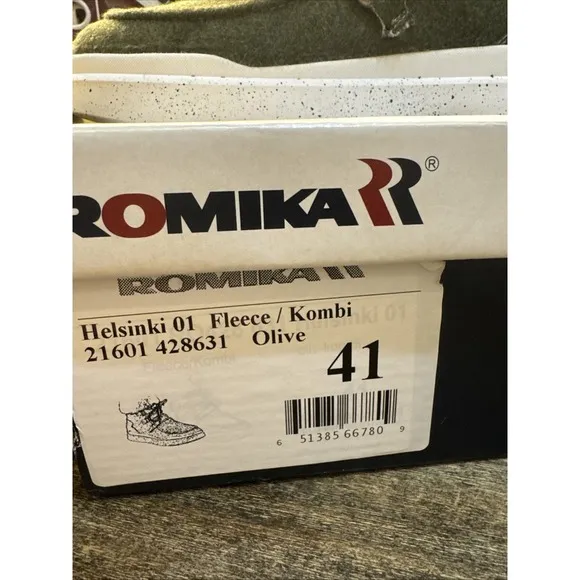 ROMIKA ®
ROMIKA
Helsinki 01 Fleece / Kombi
21601 428631 Olive
41
6 51385 66780 9